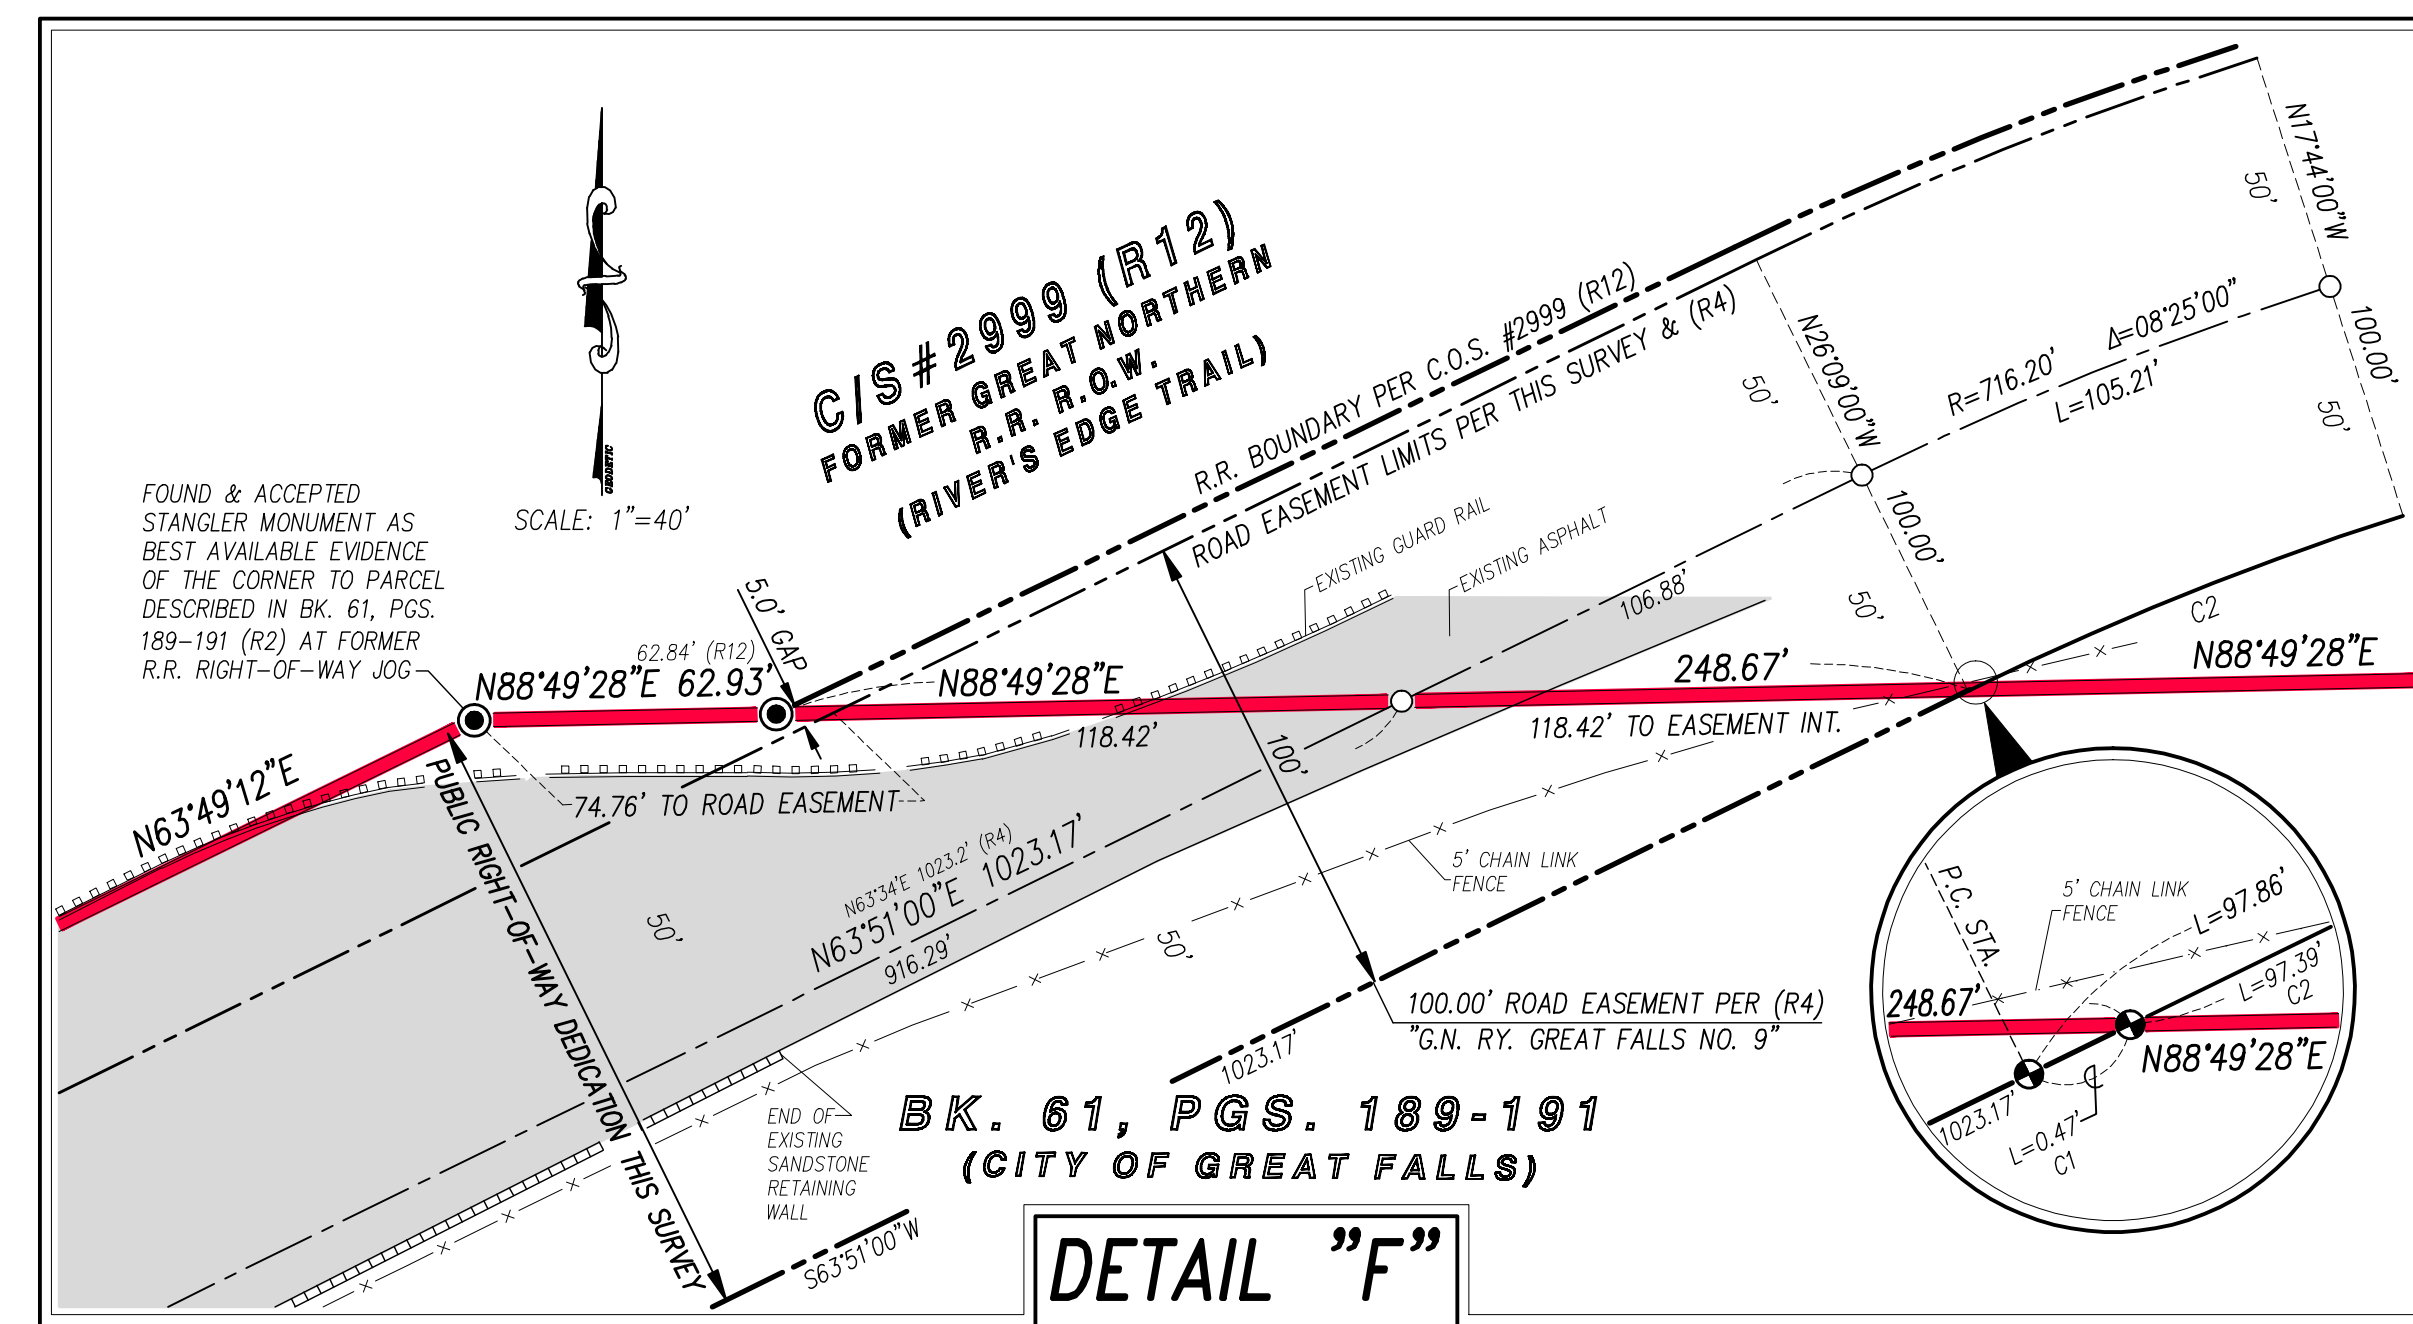 N17°44'00"W
50'
C/S#2999 (R12)
FORMER GREAT NORTHERN
R.R. R.O.W.
(RIVER'S EDGE TRAIL)
GEODETIC
SCALE: 1"=40'
R.R. BOUNDARY PER C.O.S. #2999 (R12)
ROAD EASEMENT LIMITS PER THIS SURVEY & (R4)
N26°09'00"W
50'
Δ=08°25'00"
R=716.20'
L=105.21'
100.00'
50'
FOUND & ACCEPTED
STANGLER MONUMENT AS
BEST AVAILABLE EVIDENCE
OF THE CORNER TO PARCEL
DESCRIBED IN BK. 61, PGS.
189-191 (R2) AT FORMER
R.R. RIGHT-OF-WAY JOG
EXISTING GUARD RAIL
EXISTING ASPHALT
100.00'
50'
106.88'
C2
5.0' GAP
62.84' (R12)
N88°49'28"E 62.93'
N88°49'28"E
248.67'
N88°49'28"E
118.42'
118.42' TO EASEMENT INT.
100'
N63°49'12"E
74.76' TO ROAD EASEMENT
PUBLIC RIGHT-OF-WAY DEDICATION THIS SURVEY
N63°34'E 1023.2' (R4)
N63°51'00"E 1023.17'
916.29'
50'
50'
5' CHAIN LINK
FENCE
100.00' ROAD EASEMENT PER (R4)
"G.N. RY. GREAT FALLS NO. 9"
1023.17'
P.C. STA.
5' CHAIN LINK
FENCE
L=97.86'
L=97.39'
C2
248.67'
N88°49'28"E
1023.17'
L=0.47'
C1
END OF
EXISTING
SANDSTONE
RETAINING
WALL
BK. 61, PGS. 189-191
(CITY OF GREAT FALLS)
S63°51'00"W
DETAIL "F"